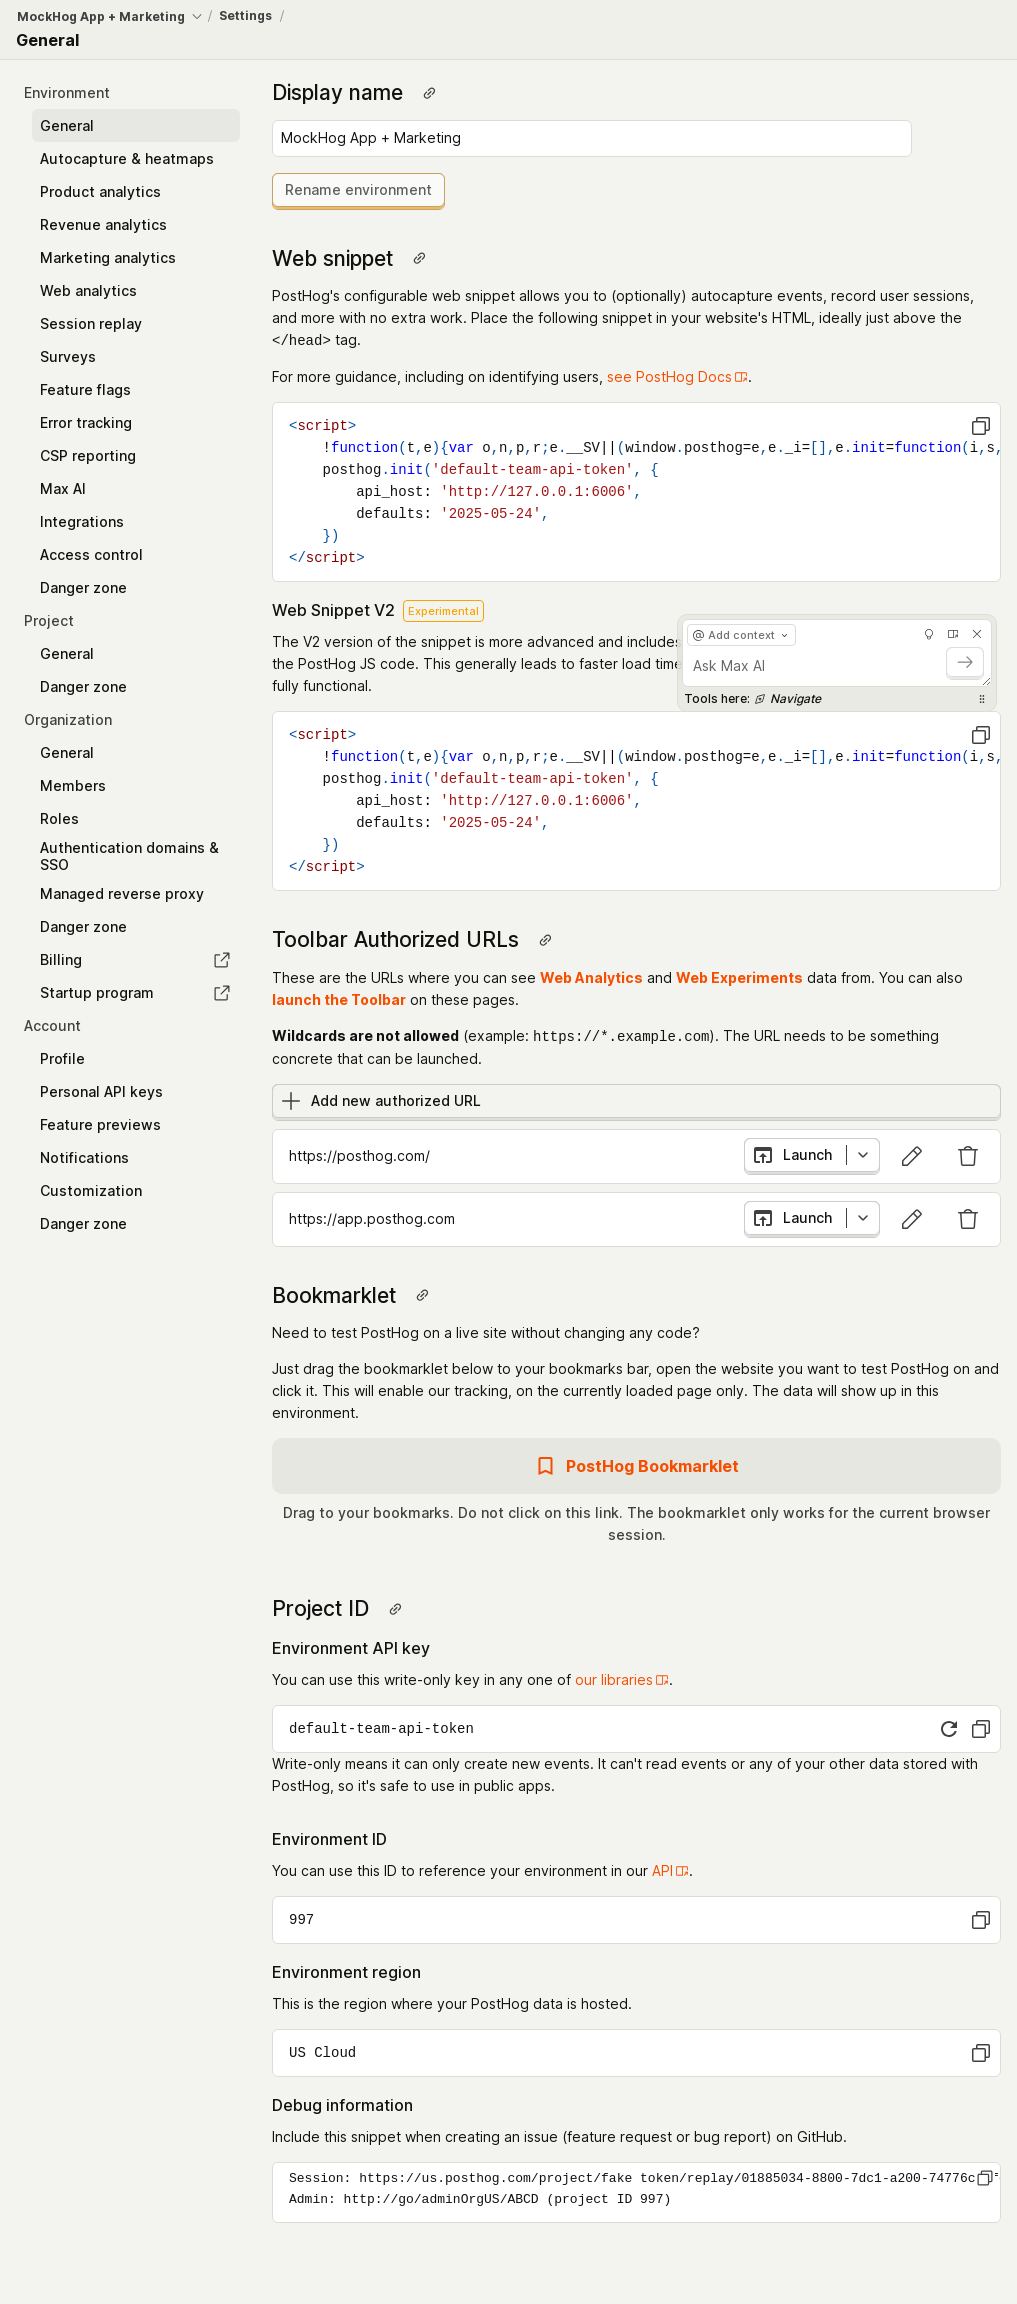 MockHog App + Marketing / Settings /
General
Environment
General
Autocapture & heatmaps
Product analytics
Revenue analytics
Marketing analytics
Web analytics
Session replay
Surveys
Feature flags
Error tracking
CSP reporting
Max AI
Integrations
Access control
Danger zone
Project
General
Danger zone
Organization
General
Members
Roles
Authentication domains &
SSO
Managed reverse proxy
Danger zone
Billing
Startup program
Account
Profile
Personal API keys
Feature previews
Notifications
Customization
Danger zone
Display name
MockHog App + Marketing
Rename environment
Web snippet
PostHog's configurable web snippet allows you to (optionally) autocapture events, record user sessions,
and more with no extra work. Place the following snippet in your website's HTML, ideally just above the
</head> tag.
For more guidance, including on identifying users, see PostHog Docs.
<script>
!function(t,e){var o,n,p,r;e.__SV||(window.posthog=e,e._i=[],e.init=function(i,s,
posthog.init('default-team-api-token', {
api_host: 'http://127.0.0.1:6006',
defaults: '2025-05-24',
})
</script>
Web Snippet V2 Experimental
The V2 version of the snippet is more advanced and includes
the PostHog JS code. This generally leads to faster load time
fully functional.
@ Add context
Ask Max AI
Tools here: Navigate
<script>
!function(t,e){var o,n,p,r;e.__SV||(window.posthog=e,e._i=[],e.init=function(i,s,
posthog.init('default-team-api-token', {
api_host: 'http://127.0.0.1:6006',
defaults: '2025-05-24',
})
</script>
Toolbar Authorized URLs
These are the URLs where you can see Web Analytics and Web Experiments data from. You can also
launch the Toolbar on these pages.
Wildcards are not allowed (example: https://*.example.com). The URL needs to be something
concrete that can be launched.
Add new authorized URL
https://posthog.com/ Launch
https://app.posthog.com Launch
Bookmarklet
Need to test PostHog on a live site without changing any code?
Just drag the bookmarklet below to your bookmarks bar, open the website you want to test PostHog on and
click it. This will enable our tracking, on the currently loaded page only. The data will show up in this
environment.
PostHog Bookmarklet
Drag to your bookmarks. Do not click on this link. The bookmarklet only works for the current browser
session.
Project ID
Environment API key
You can use this write-only key in any one of our libraries.
default-team-api-token
Write-only means it can only create new events. It can't read events or any of your other data stored with
PostHog, so it's safe to use in public apps.
Environment ID
You can use this ID to reference your environment in our API.
997
Environment region
This is the region where your PostHog data is hosted.
US Cloud
Debug information
Include this snippet when creating an issue (feature request or bug report) on GitHub.
Session: https://us.posthog.com/project/fake token/replay/01885034-8800-7dc1-a200-74776c
Admin: http://go/adminOrgUS/ABCD (project ID 997)